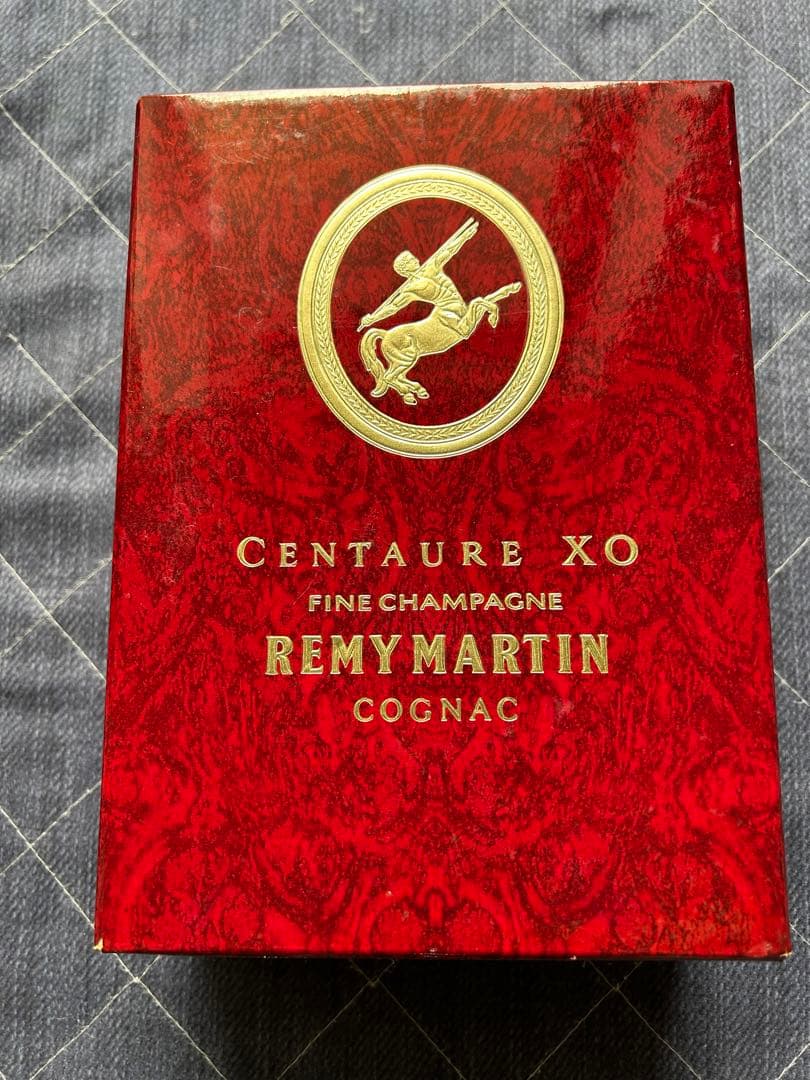 CENTAURE XO
FINE CHAMPAGNE
REMY MARTIN
COGNAC